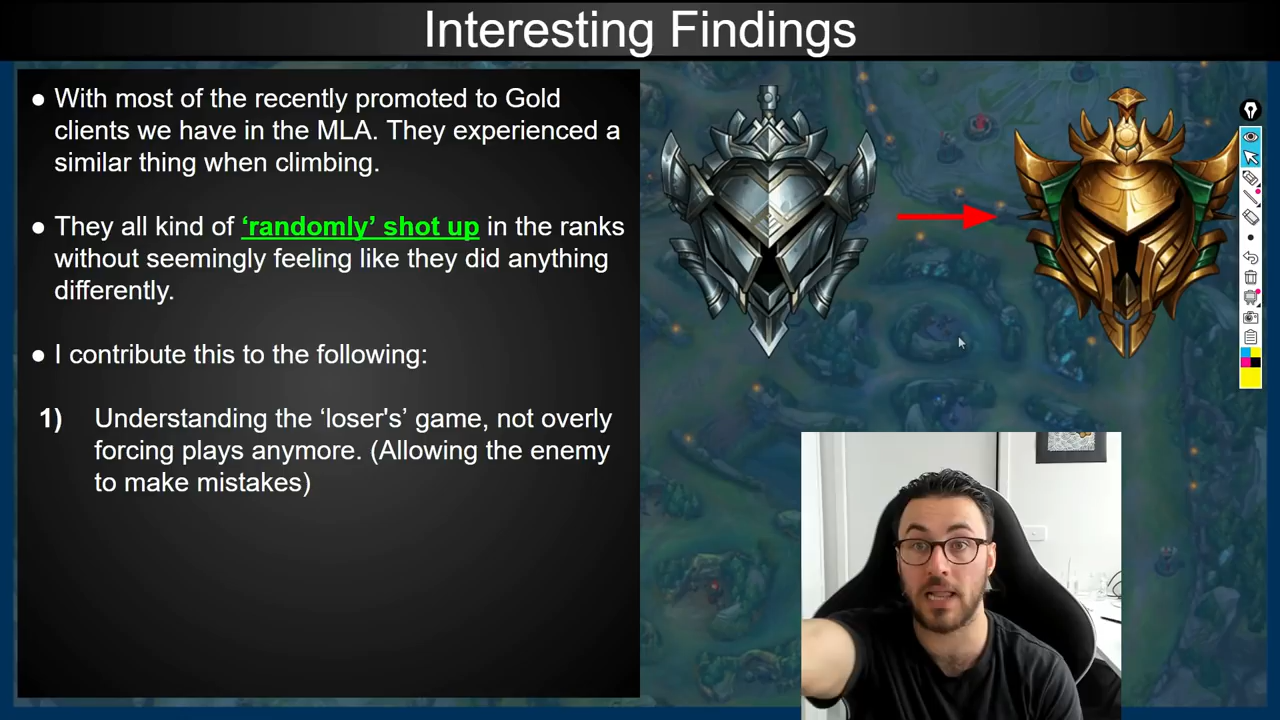 Interesting Findings
● With most of the recently promoted to Gold
clients we have in the MLA. They experienced a
similar thing when climbing.
● They all kind of ‘randomly’ shot up in the ranks
without seemingly feeling like they did anything
differently.
● I contribute this to the following:
1) Understanding the ‘loser's’ game, not overly
forcing plays anymore. (Allowing the enemy
to make mistakes)